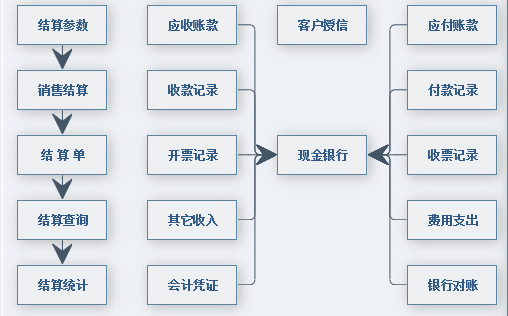 结算参数
应收账款
客户授信
应付账款
销售结算
收款记录
付款记录
结 算 单
开票记录
现金银行
收票记录
结算查询
其它收入
费用支出
结算统计
会计凭证
银行对账